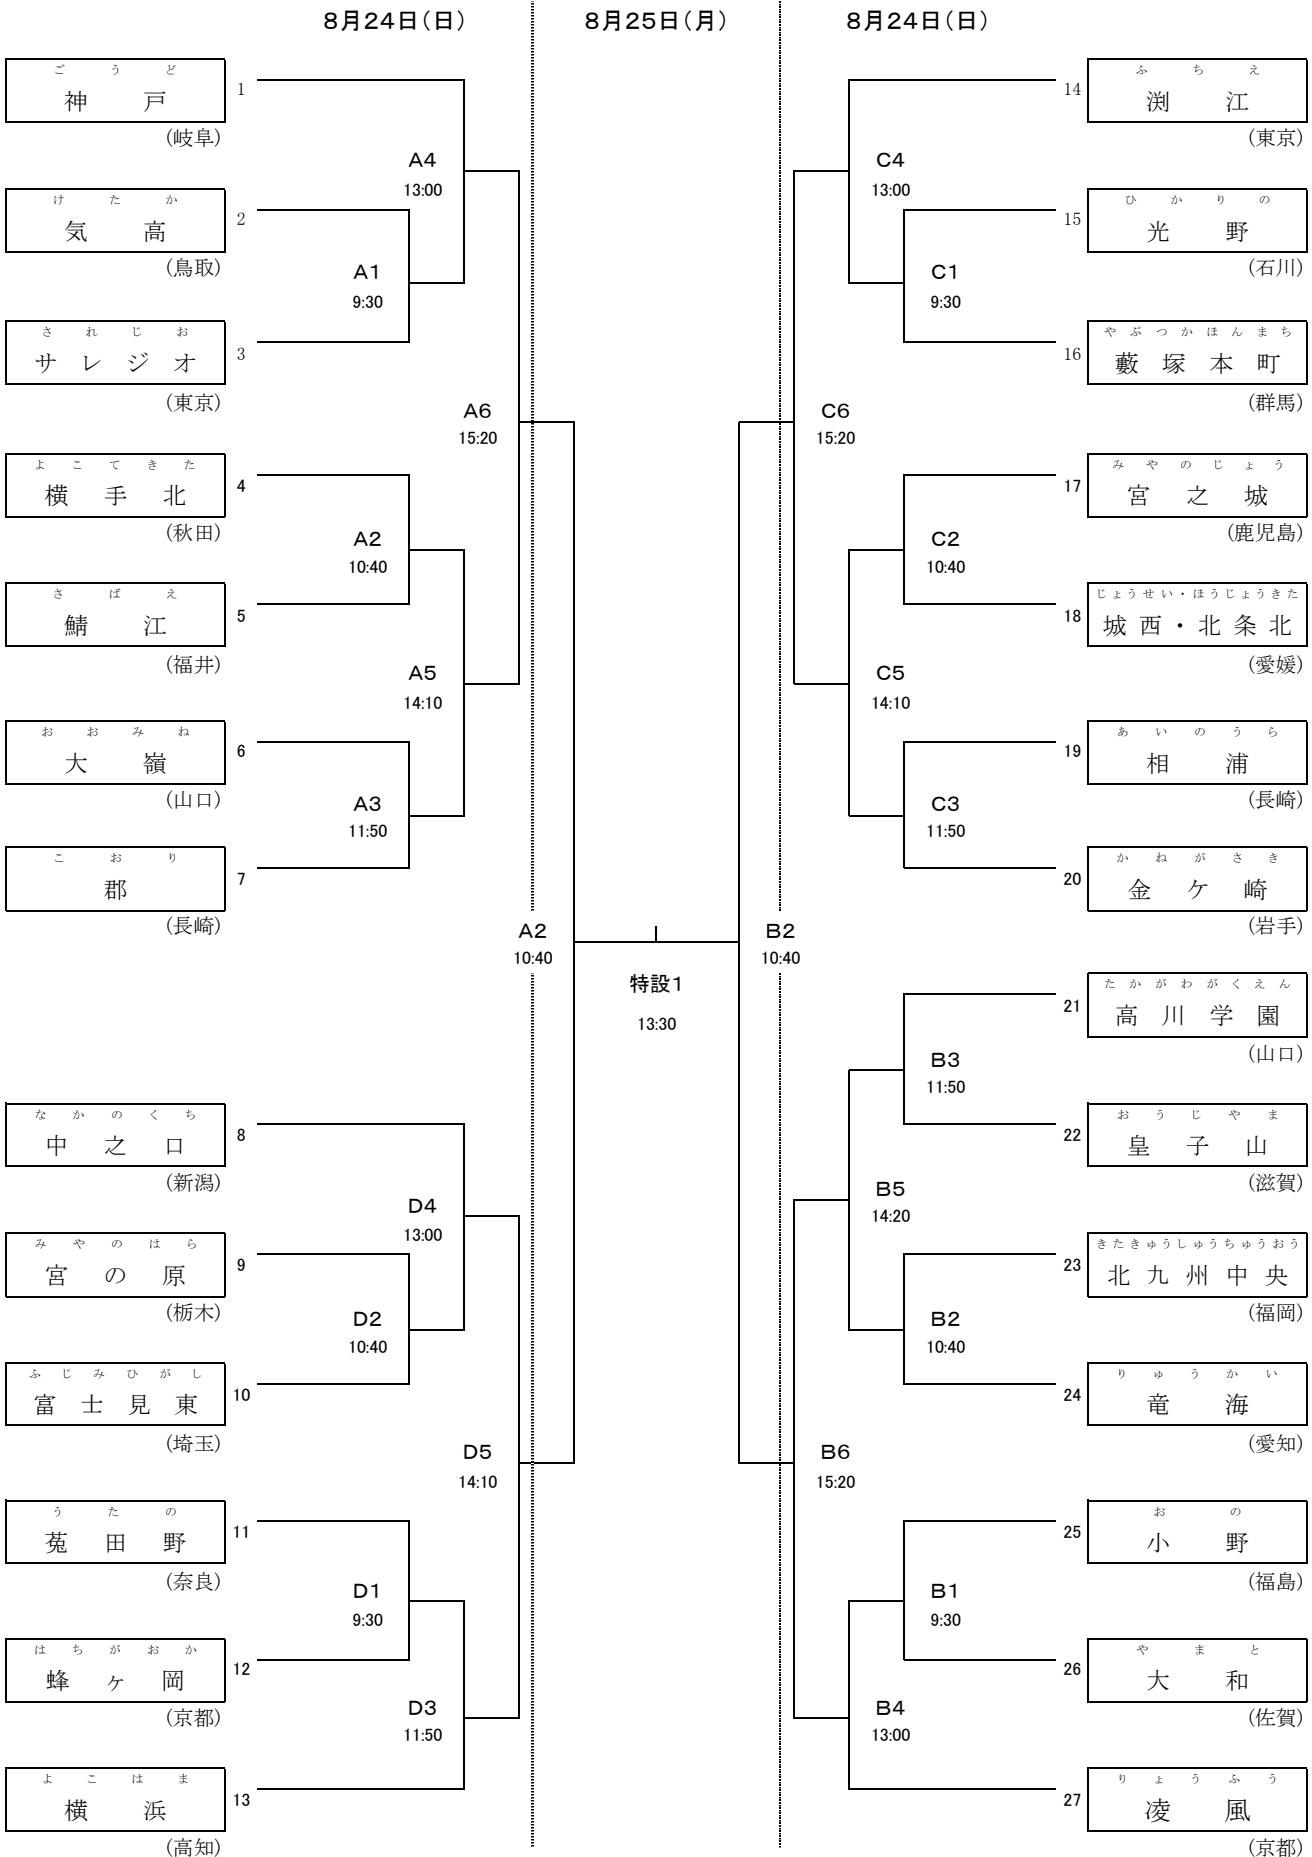 8月24日(日)
8月25日(月)
8月24日(日)
ごうど
神戸
1
(岐阜)
けたか
気高
2
(鳥取)
されじお
サレジオ
3
(東京)
よこてきた
横手北
4
(秋田)
さばえ
鯖江
5
(福井)
おおみね
大嶺
6
(山口)
こおり
郡
7
(長崎)
なかのくち
中之口
8
(新潟)
みやのはら
宮の原
9
(栃木)
ふじみひがし
富士見東
10
(埼玉)
うたの
菟田野
11
(奈良)
はちがおか
蜂ヶ岡
12
(京都)
よこはま
横浜
13
(高知)
A4
13:00
A1
9:30
A6
15:20
A2
10:40
A5
14:10
A3
11:50
D4
13:00
D2
10:40
D5
14:10
D1
9:30
D3
11:50
A2
10:40
特設1
13:30
B2
10:40
C4
13:00
C1
9:30
C6
15:20
C2
10:40
C5
14:10
C3
11:50
B3
11:50
B5
14:20
B2
10:40
B6
15:20
B1
9:30
B4
13:00
14
ふちえ
渕江
(東京)
15
ひかりの
光野
(石川)
16
やぶつかほんまち
藪塚本町
(群馬)
17
みやのじょう
宮之城
(鹿児島)
18
じょうせい・ほうじょうきた
城西・北条北
(愛媛)
19
あいのうら
相浦
(長崎)
20
かねがさき
金ケ崎
(岩手)
21
たかがわがくえん
高川学園
(山口)
22
おうじやま
皇子山
(滋賀)
23
きたきゅうしゅうちゅうおう
北九州中央
(福岡)
24
りゅうかい
竜海
(愛知)
25
おの
小野
(福島)
26
やまと
大和
(佐賀)
27
りょうふう
凌風
(京都)